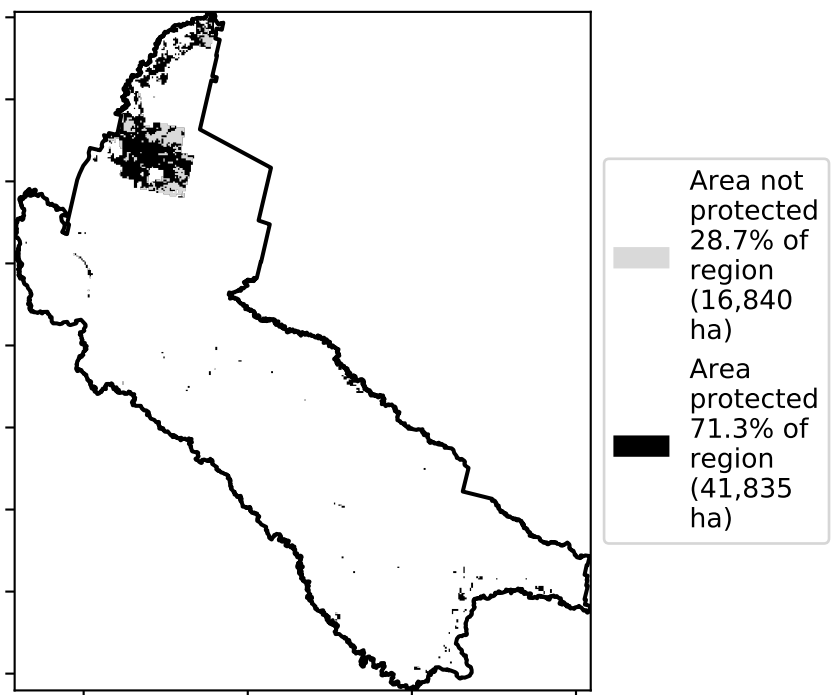 Area not
protected
28.7% of
region
(16,840
ha)
Area
protected
71.3% of
region
(41,835
ha)